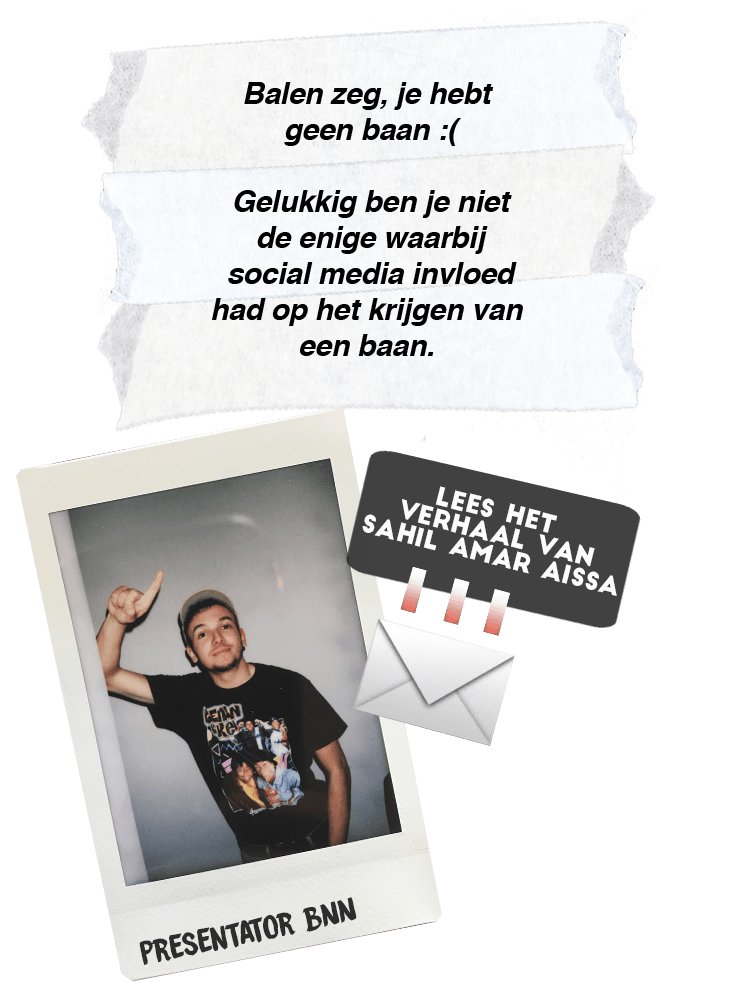 Balen zeg, je hebt
geen baan :(
Gelukkig ben je niet
de enige waarbij
social media invloed
had op het krijgen van
een baan.
LEES HET
VERHAAL VAN
SAHIL AMAR AISSA
PRESENTATOR BNN